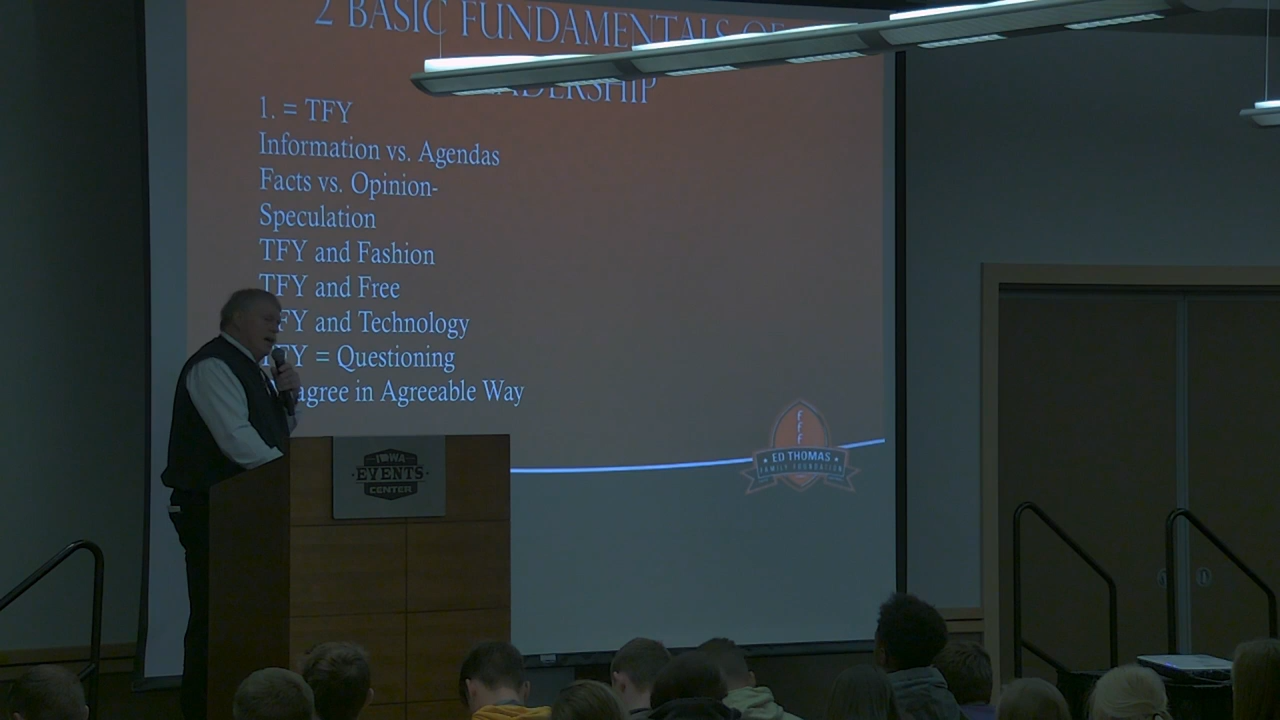 2 BASIC FUNDAMENTALS
1. = TFY
Information vs. Agendas
Facts vs. Opinion-
Speculation
TFY and Fashion
TFY and Free
TFY and Technology
TFY = Questioning
agree in Agreeable Way
IOWA
EVENTS
CENTER
FFFF
ED THOMAS
FAMILY FOUNDATION